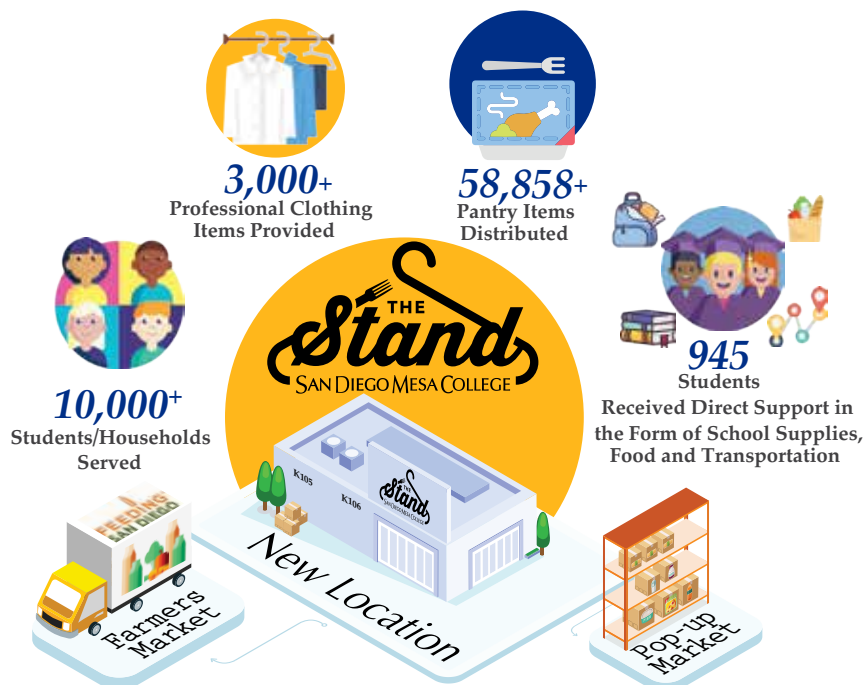 3,000+
Professional Clothing
Items Provided
58,858+
Pantry Items
Distributed
10,000+
Students/Households
Served
945
Students
Received Direct Support in
the Form of School Supplies,
Food and Transportation
THE
Stand
SAN DIEGO MESA COLLEGE
K105
K106
THE
Stand
SAN DIEGO MESA COLLEGE
New Location
FEEDING
SAN DIEGO
Farmers
Market
Pop-up
Market